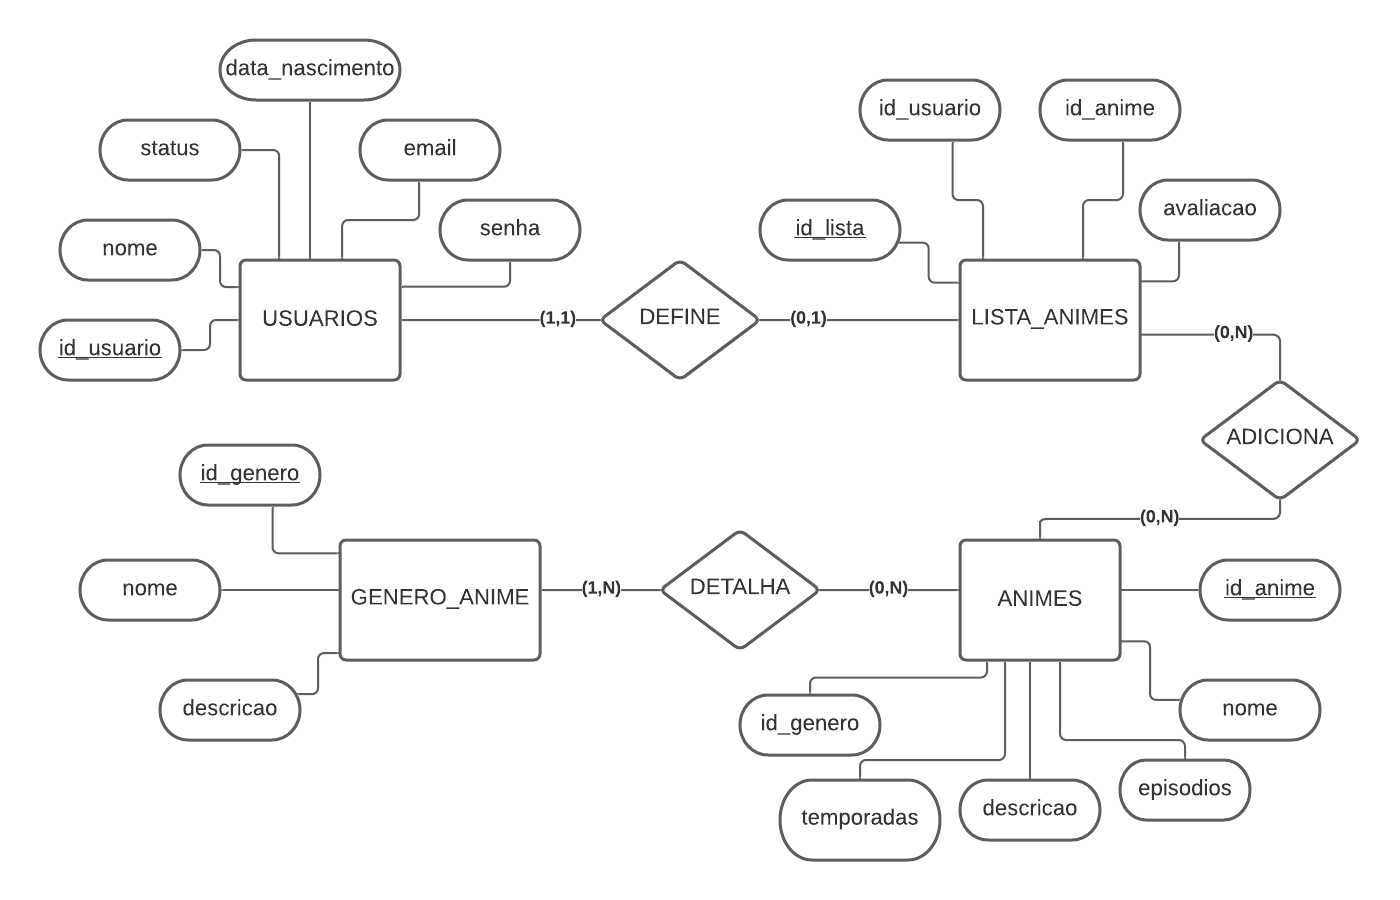 data_nascimento
status
email
nome
senha
id_usuario
USUARIOS
(1,1)
DEFINE
(0,1)
id_usuario
id_anime
id_lista
avaliacao
LISTA_ANIMES
(0,N)
ADICIONA
(0,N)
id_genero
nome
descricao
GENERO_ANIME
(1,N)
DETALHA
(0,N)
ANIMES
id_anime
nome
id_genero
episodios
temporadas
descricao